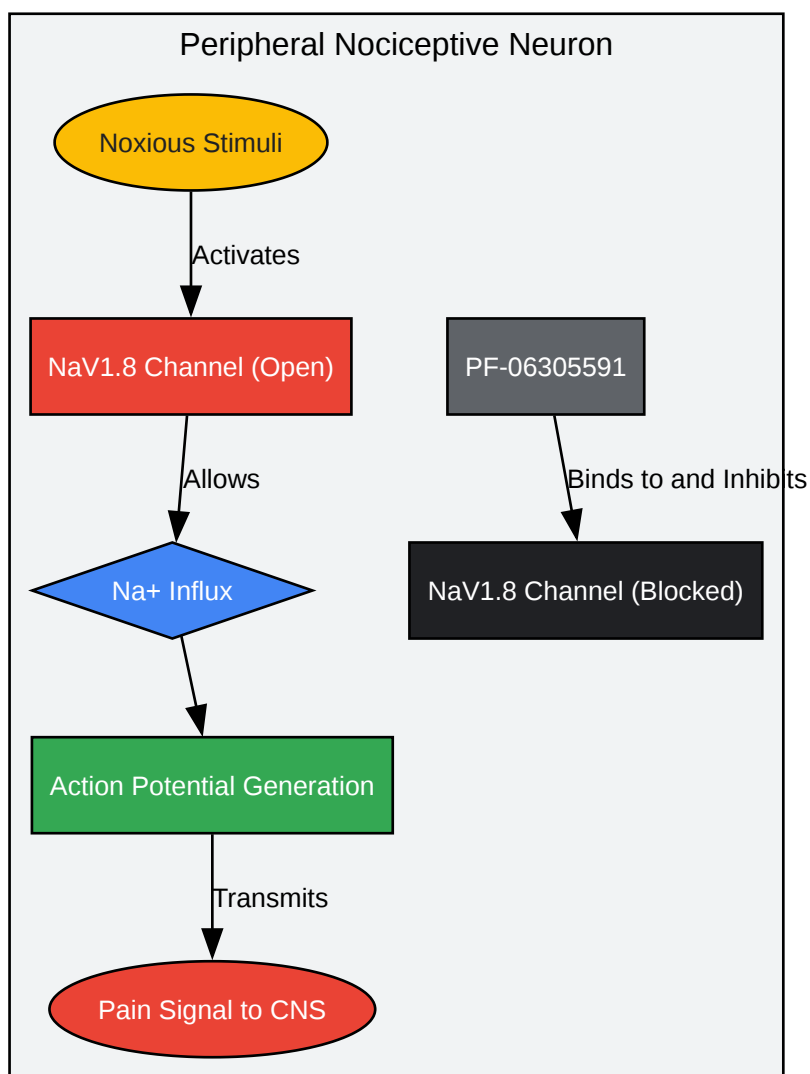 Peripheral Nociceptive Neuron
Noxious Stimuli
Activates
NaV1.8 Channel (Open)
PF-06305591
Allows
Binds to and Inhibits
Na+ Influx
NaV1.8 Channel (Blocked)
Action Potential Generation
Transmits
Pain Signal to CNS